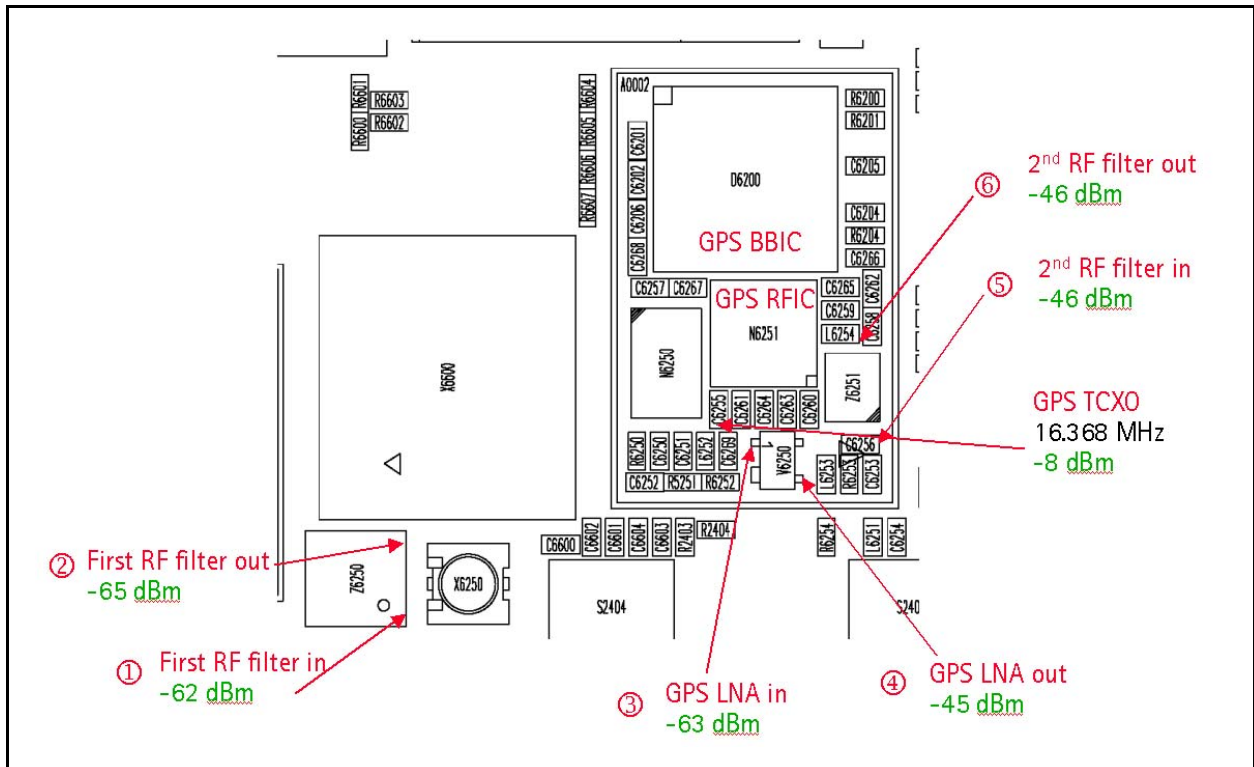 R6601
R6600
R6603
R6602
R6604
R6605
R6606
R6607
A0002
C6201
C6202
C6206
C6268
D6200
GPS BBIC
R6200
R6201
C6205
C6204
R6204
C6266
⑥ 2nd RF filter out
-46 dBm
⑤ 2nd RF filter in
-46 dBm
C6257
C6267
GPS RFIC
C6265
C6262
C6259
C6258
L6254
N6250
N6251
Z6251
X6600
C6255
C6261
C6264
C6263
C6260
GPS TCXO
16.368 MHz
-8 dBm
R6250
C6250
C6251
L6252
C6269
1
V6250
C6256
L6253
R6253
C6253
C6252
R5251
R6252
C6600
C6602
C6601
C6604
C6603
R2403
R2404
R6254
L6251
C6254
② First RF filter out
-65 dBm
Z6250
X6250
S2404
S240
① First RF filter in
-62 dBm
③ GPS LNA in
-63 dBm
④ GPS LNA out
-45 dBm